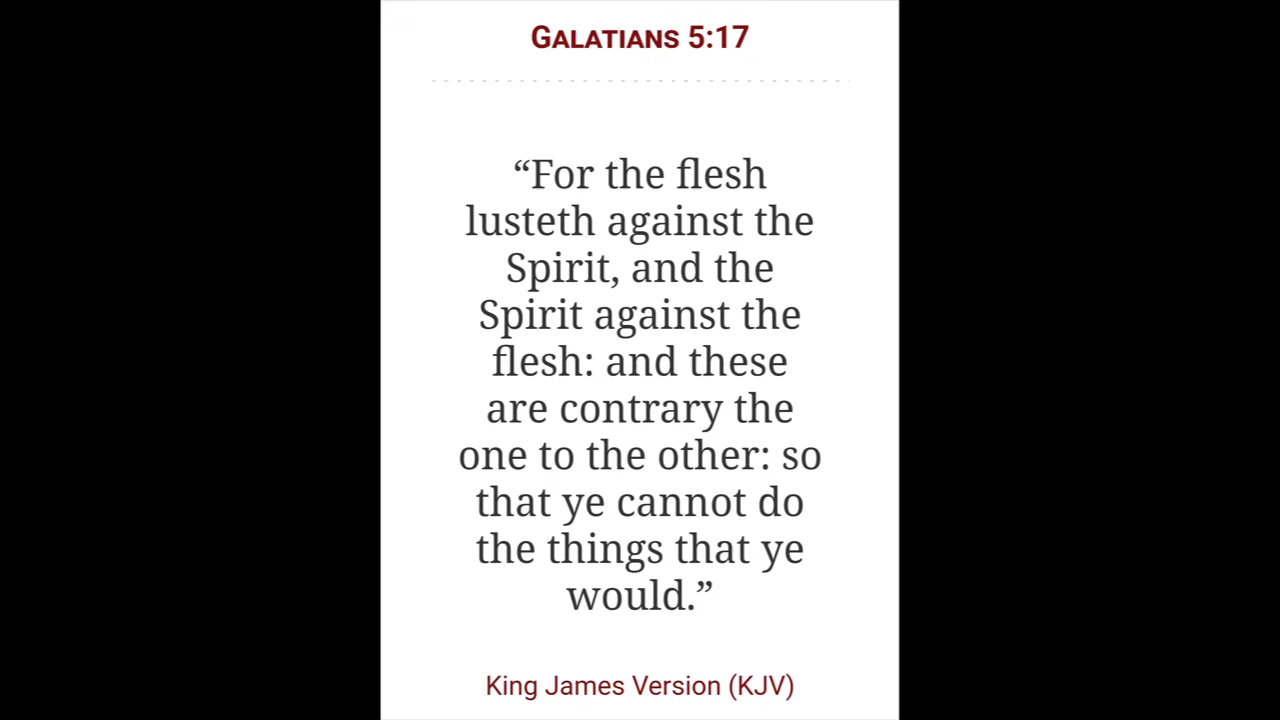 GALATIANS 5:17
“For the flesh
lusteth against the
Spirit, and the
Spirit against the
flesh: and these
are contrary the
one to the other: so
that ye cannot do
the things that ye
would.”
King James Version (KJV)